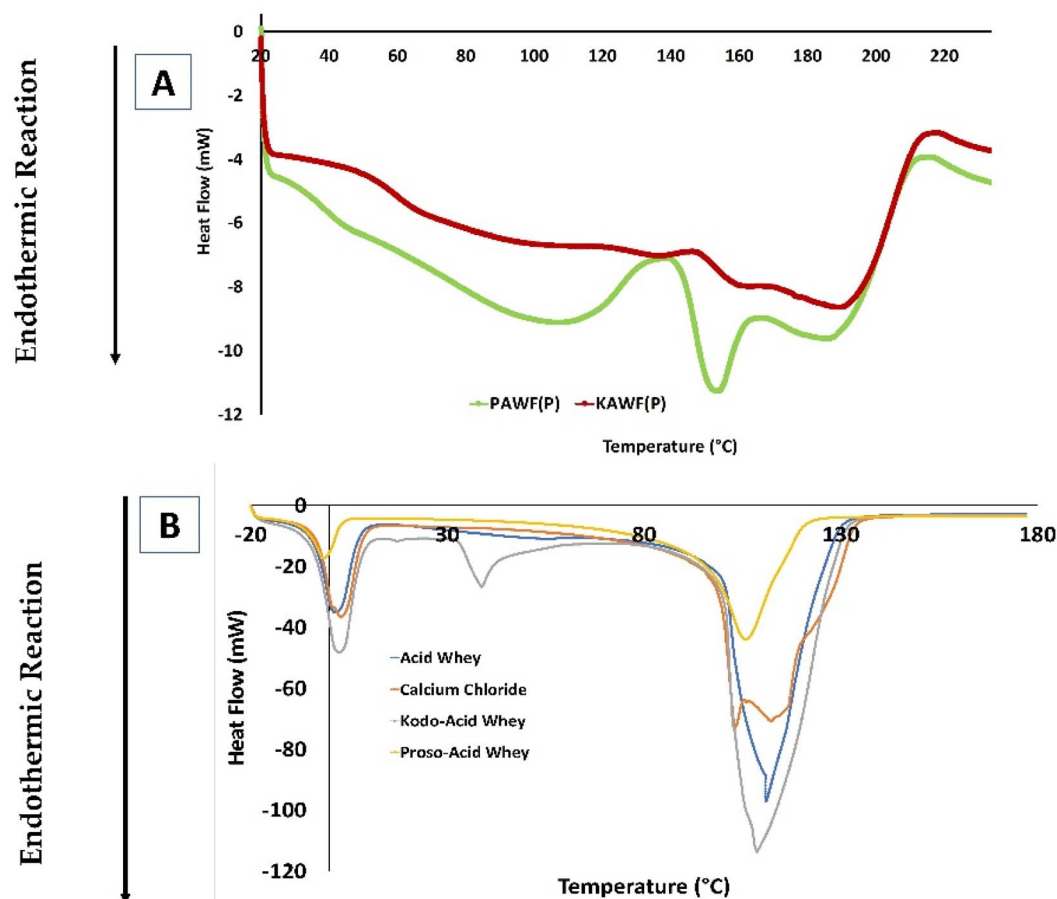 Endothermic Reaction
A
0
20 40 60 80 100 120 140 160 180 200 220
-2
-4
-6
-8
-10
-12
Heat Flow (mW)
PAWF(P) KAWF(P)
Temperature (°C)
Endothermic Reaction
B
0
-20 30 80 130 180
-20
-40
-60
-80
-100
-120
Heat Flow (mW)
Acid Whey
Calcium Chloride
Kodo-Acid Whey
Proso-Acid Whey
Temperature (°C)